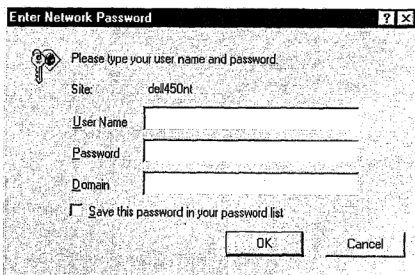 Enter Network Password ? ×
Please type your user name and password.
Site: dell450nt
User Name
Password
Domain
Save this password in your password list
OK Cancel